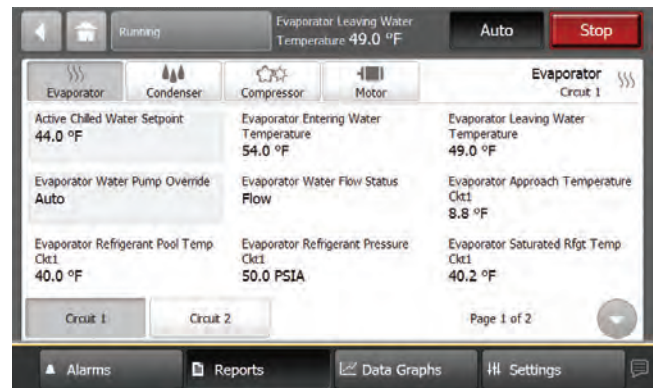 Running
Evaporator Leaving Water
Temperature 49.0 °F
Auto
Stop
Evaporator
Condenser
Compressor
Motor
Evaporator
Circuit 1
Active Chilled Water Setpoint
44.0 °F
Evaporator Entering Water
Temperature
54.0 °F
Evaporator Leaving Water
Temperature
49.0 °F
Evaporator Water Pump Override
Auto
Evaporator Water Flow Status
Flow
Evaporator Approach Temperature
Ckt1
8.8 °F
Evaporator Refrigerant Pool Temp
Ckt1
40.0 °F
Evaporator Refrigerant Pressure
Ckt1
50.0 PSIA
Evaporator Saturated Rfgt Temp
Ckt1
40.2 °F
Circuit 1
Circuit 2
Page 1 of 2
Alarms
Reports
Data Graphs
Settings